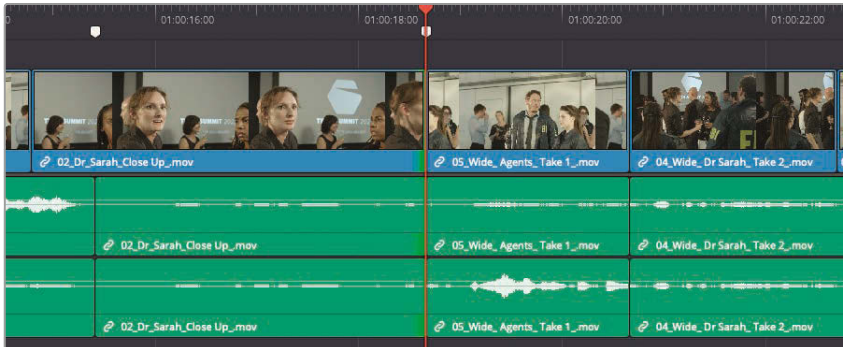 0 01:00:16:00 01:00:18:00 01:00:20:00 01:00:22:00
02_Dr_Sarah_Close Up_.mov 05_Wide_ Agents_ Take 1_.mov 04_Wide_ Dr Sarah_ Take 2_.mov
02_Dr_Sarah_Close Up_.mov 05_Wide_ Agents_ Take 1_.mov 04_Wide_ Dr Sarah_ Take 2_.mov
02_Dr_Sarah_Close Up_.mov 05_Wide_ Agents_ Take 1_.mov 04_Wide_ Dr Sarah_ Take 2_.mov